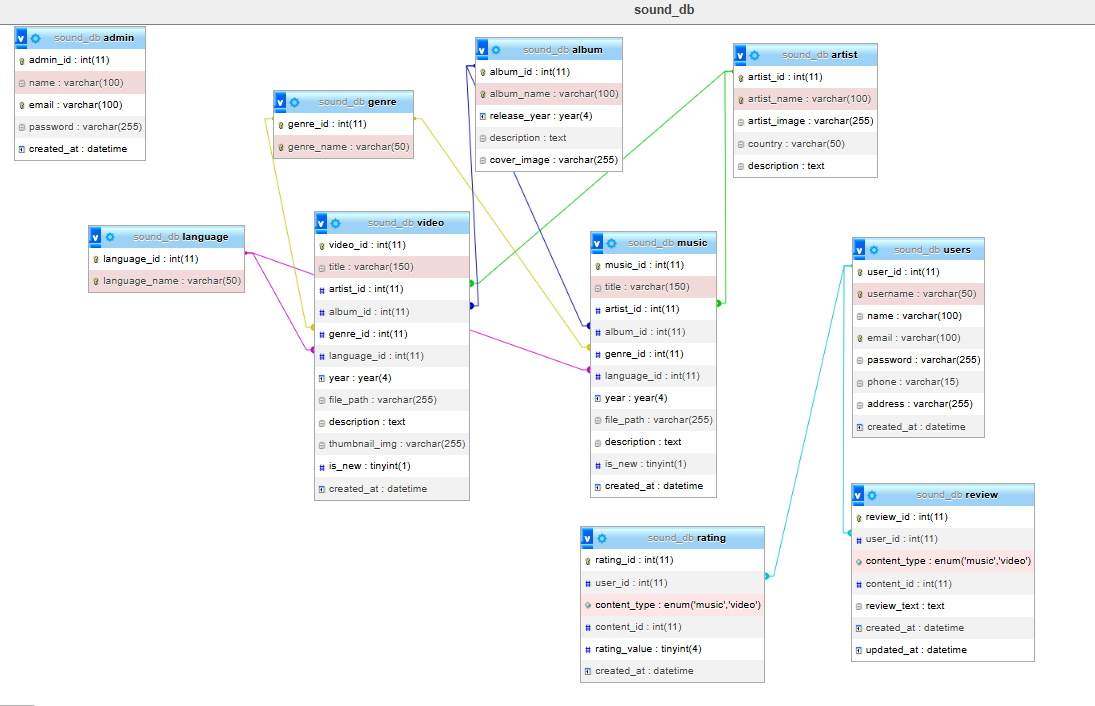 sound_db
sound_db admin
admin_id : int(11)
name : varchar(100)
email : varchar(100)
password : varchar(255)
created_at : datetime
sound_db genre
genre_id : int(11)
genre_name : varchar(50)
sound_db album
album_id : int(11)
album_name : varchar(100)
release_year : year(4)
description : text
cover_image : varchar(255)
sound_db artist
artist_id : int(11)
artist_name : varchar(100)
artist_image : varchar(255)
country : varchar(50)
description : text
sound_db language
language_id : int(11)
language_name : varchar(50)
sound_db video
video_id : int(11)
title : varchar(150)
artist_id : int(11)
album_id : int(11)
genre_id : int(11)
language_id : int(11)
year : year(4)
file_path : varchar(255)
description : text
thumbnail_img : varchar(255)
is_new : tinyint(1)
created_at : datetime
sound_db music
music_id : int(11)
title : varchar(150)
artist_id : int(11)
album_id : int(11)
genre_id : int(11)
language_id : int(11)
year : year(4)
file_path : varchar(255)
description : text
is_new : tinyint(1)
created_at : datetime
sound_db users
user_id : int(11)
username : varchar(50)
name : varchar(100)
email : varchar(100)
password : varchar(255)
phone : varchar(15)
address : varchar(255)
created_at : datetime
sound_db rating
rating_id : int(11)
user_id : int(11)
content_type : enum('music','video')
content_id : int(11)
rating_value : tinyint(4)
created_at : datetime
sound_db review
review_id : int(11)
user_id : int(11)
content_type : enum('music','video')
content_id : int(11)
review_text : text
created_at : datetime
updated_at : datetime